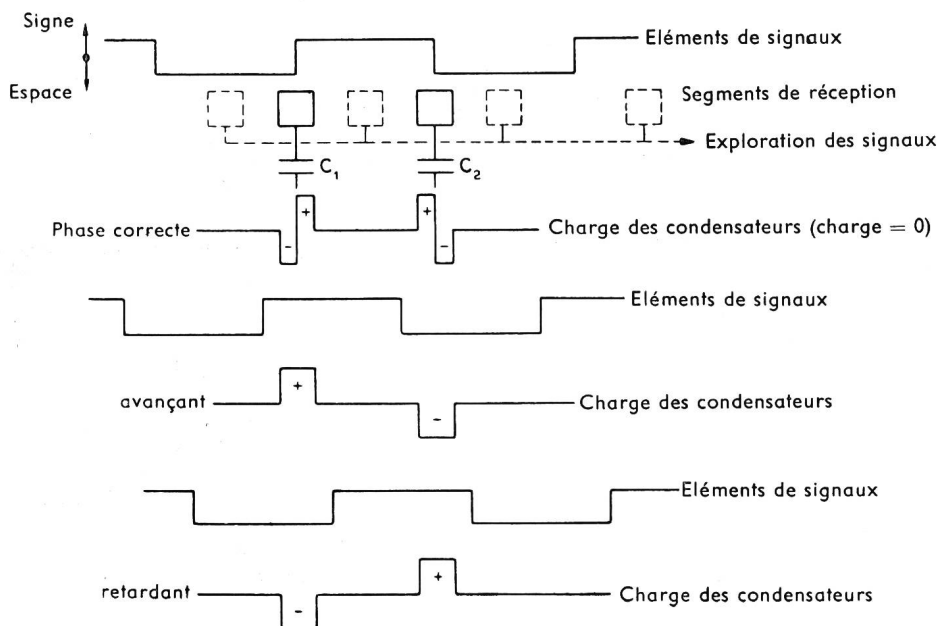 Signe
Eléments de signaux
Espace
Segments de réception
Exploration des signaux
C1
C2
+
+
Phase correcte
-
-
Charge des condensateurs (charge = 0)
Eléments de signaux
+
avançant
-
Charge des condensateurs
Eléments de signaux
+
retardant
-
Charge des condensateurs